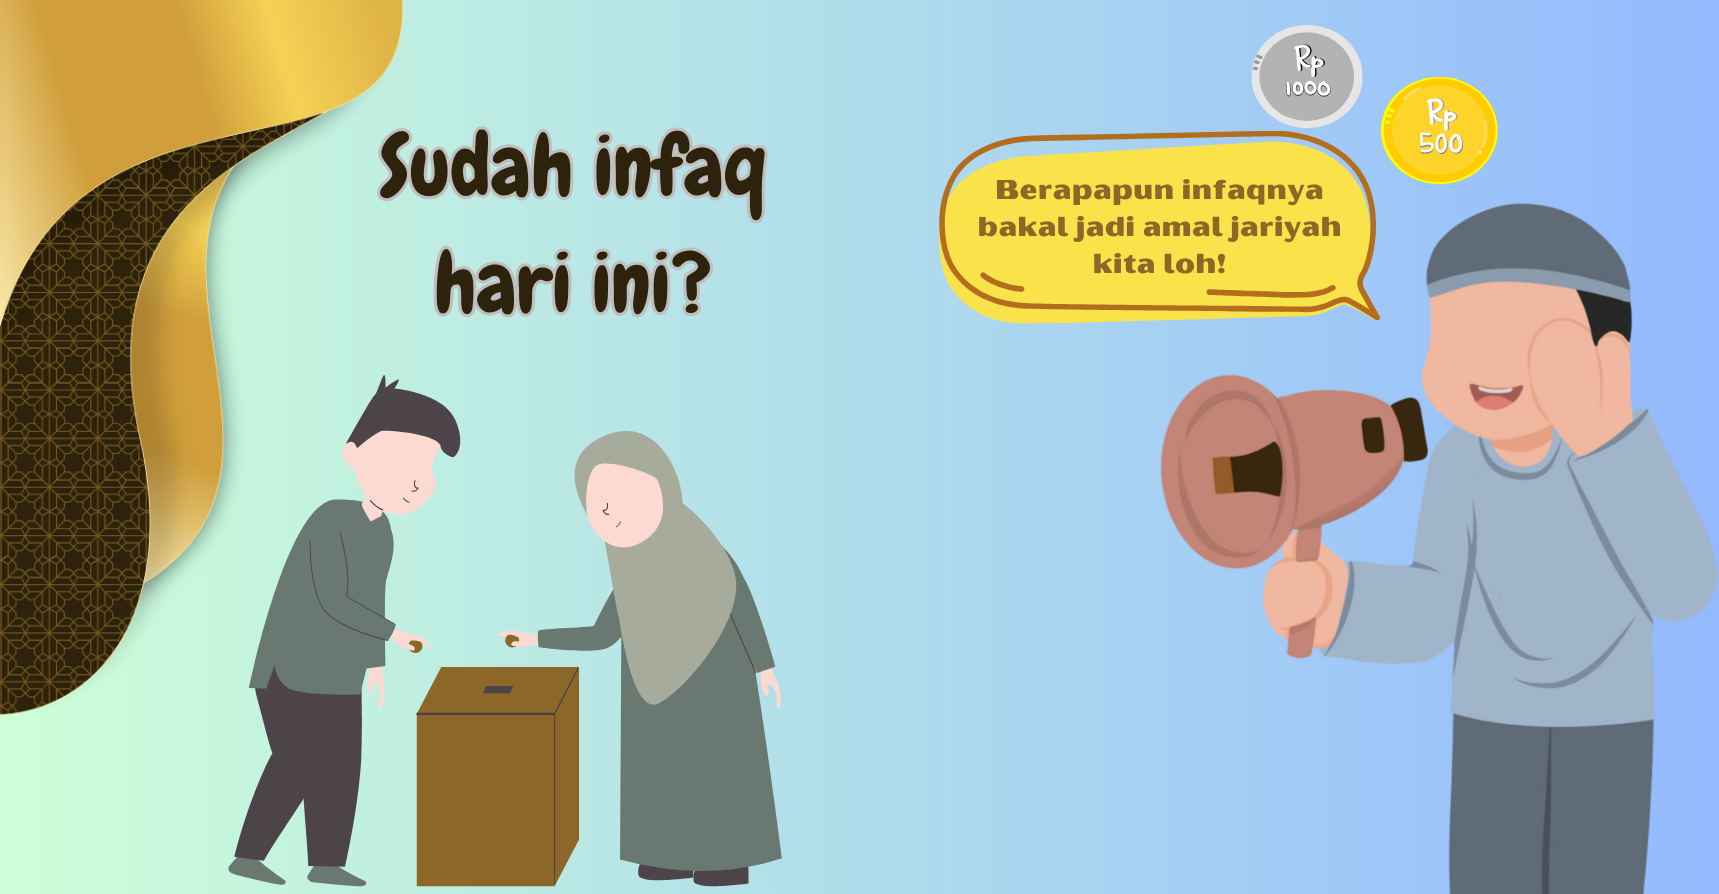 Sudah infaq
hari ini?
Rp
1000
Rp
500
Berapapun infaqnya
bakal jadi amal jariyah
kita loh!